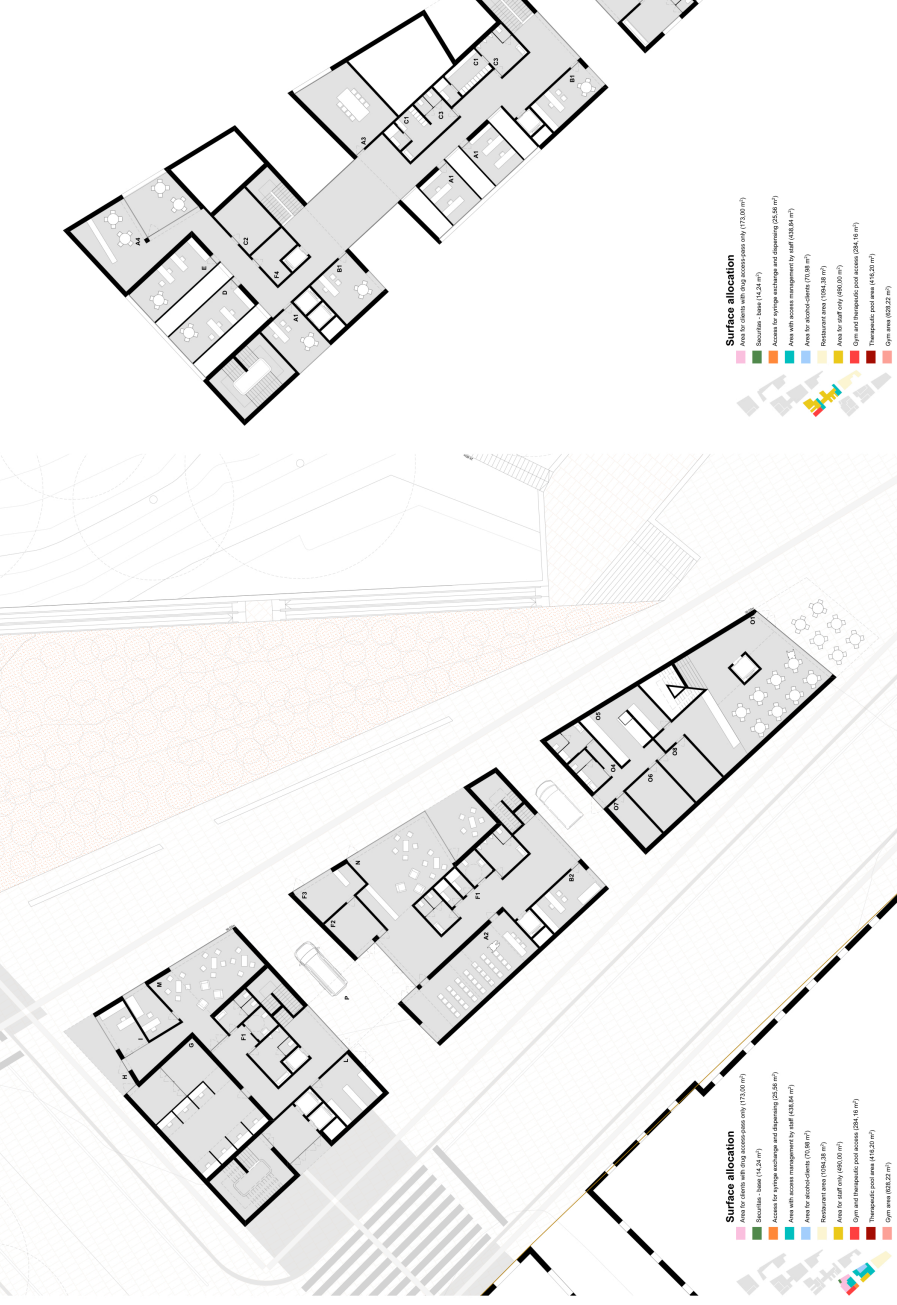 C1
C3
B1
A3
C1
C3
A1
A1
A4
C2
E
F4
B1
D
A1
Surface allocation
Area for clients with drug access-pass only (173,00 m²)
Securitas - base (14,24 m²)
Access for syringe exchange and dispensing (25,56 m²)
Area with access management by staff (438,84 m²)
Area for alcohol-clients (70,98 m²)
Restaurant area (1094,38 m²)
Area for staff only (490,00 m²)
Gym and therapeutic pool access (284,16 m²)
Therapeutic pool area (416,20 m²)
Gym area (628,22 m²)
O1
O5
O4
O8
O6
O7
N
F3
F2
F1
B2
A2
P
M
I
H
G
F1
L
Surface allocation
Area for clients with drug access-pass only (173,00 m²)
Securitas - base (14,24 m²)
Access for syringe exchange and dispensing (25,56 m²)
Area with access management by staff (438,84 m²)
Area for alcohol-clients (70,98 m²)
Restaurant area (1094,38 m²)
Area for staff only (490,00 m²)
Gym and therapeutic pool access (284,16 m²)
Therapeutic pool area (416,20 m²)
Gym area (628,22 m²)